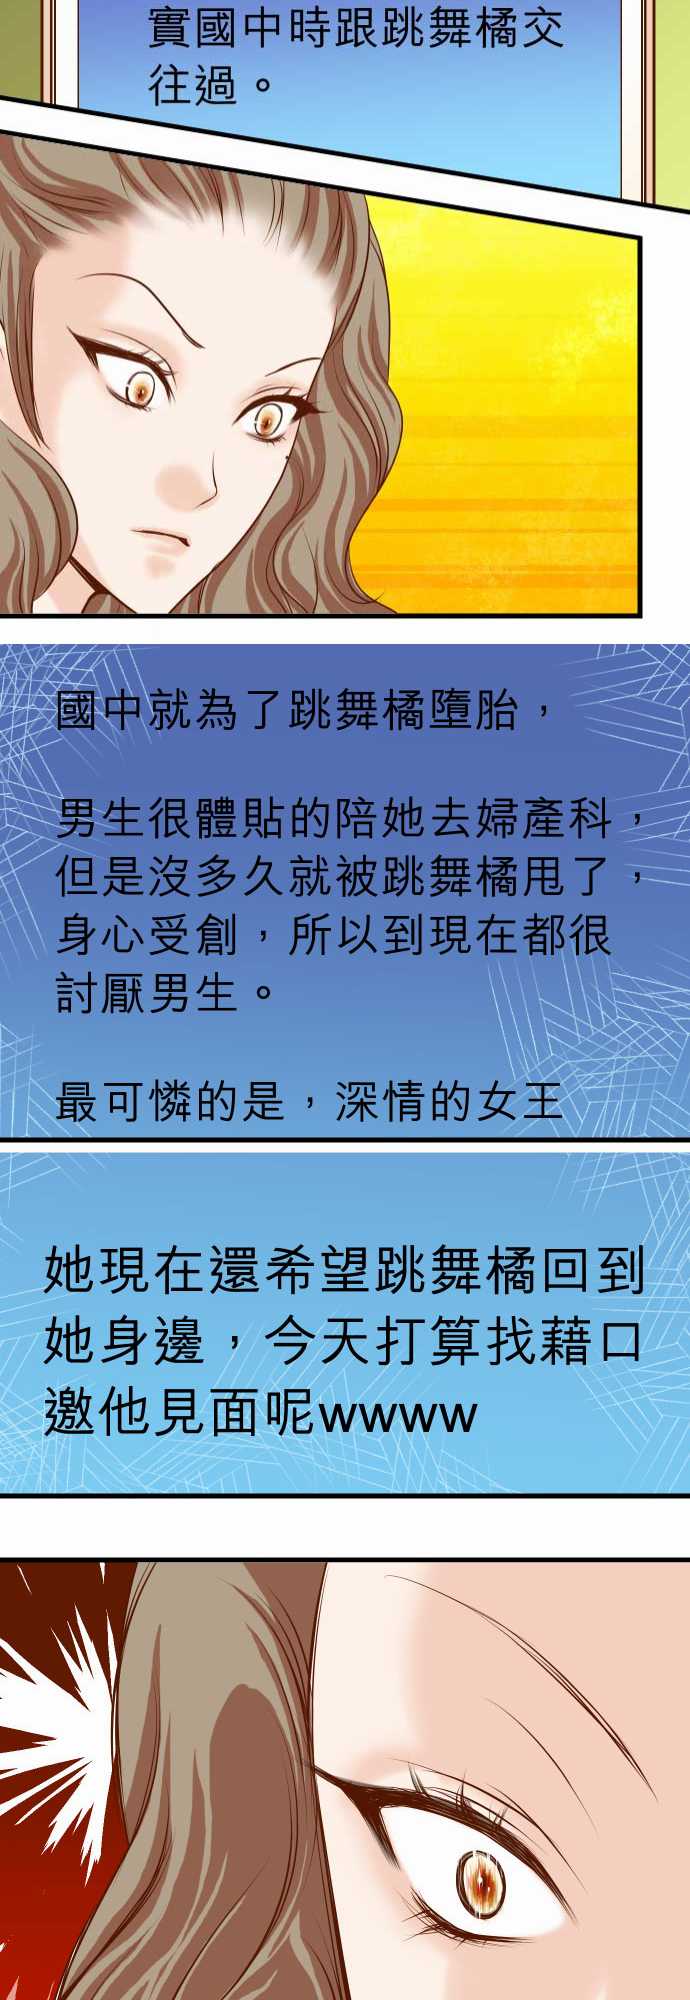 實國中時跟跳舞橘交
往過。
國中就為了跳舞橘墮胎，
男生很體貼的陪她去婦產科，
但是沒多久就被跳舞橘甩了，
身心受創，所以到現在都很
討厭男生。
最可憐的是，深情的女王
她現在還希望跳舞橘回到
她身邊，今天打算找藉口
邀他見面呢wwww